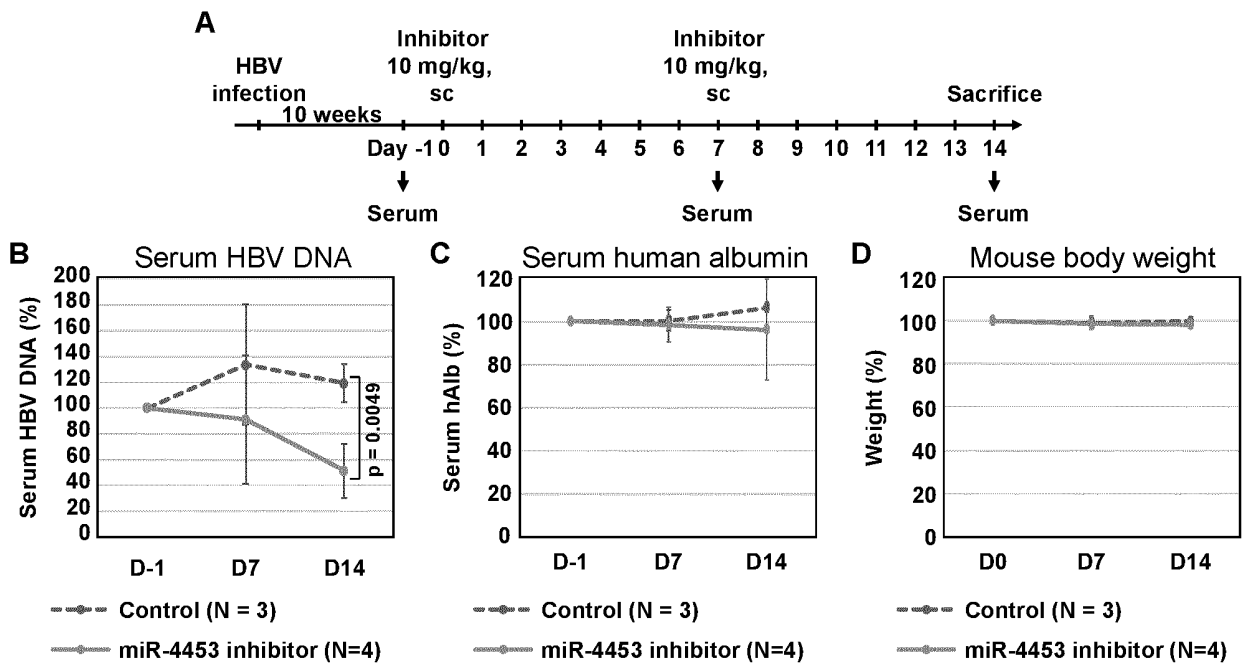 A
HBV
infection
10 weeks
Inhibitor
10 mg/kg,
sc
Inhibitor
10 mg/kg,
sc
Sacrifice
Day -1 0 1 2 3 4 5 6 7 8 9 10 11 12 13 14
Serum
Serum
Serum
B
Serum HBV DNA
Serum HBV DNA (%)
200
180
160
140
120
100
80
60
40
20
0
p = 0.0049
D-1 D7 D14
Control (N = 3)
miR-4453 inhibitor (N=4)
C
Serum human albumin
Serum hAlb (%)
120
100
80
60
40
20
0
D-1 D7 D14
Control (N = 3)
miR-4453 inhibitor (N=4)
D
Mouse body weight
Weight (%)
120
100
80
60
40
20
0
D0 D7 D14
Control (N = 3)
miR-4453 inhibitor (N=4)